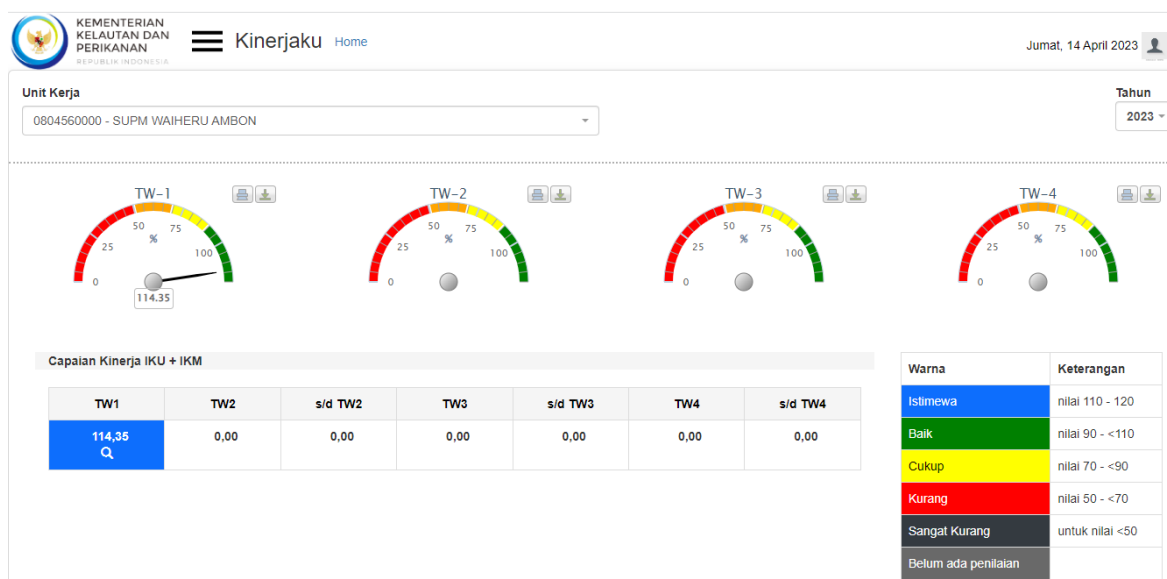 KEMENTERIAN
KELAUTAN DAN
PERIKANAN
REPUBLIK INDONESIA
Kinerjaku Home
Jumat, 14 April 2023
Unit Kerja
Tahun
0804560000 - SUPM WAIHERU AMBON
2023
TW-1
0
25
50
75
100
%
114.35
TW-2
0
25
50
75
100
%
TW-3
0
25
50
75
100
%
TW-4
0
25
50
75
100
%
Capaian Kinerja IKU + IKM
TW1 TW2 s/d TW2 TW3 s/d TW3 TW4 s/d TW4
114,35 0,00 0,00 0,00 0,00 0,00 0,00
Warna Keterangan
Istimewa nilai 110 - 120
Baik nilai 90 - <110
Cukup nilai 70 - <90
Kurang nilai 50 - <70
Sangat Kurang untuk nilai <50
Belum ada penilaian